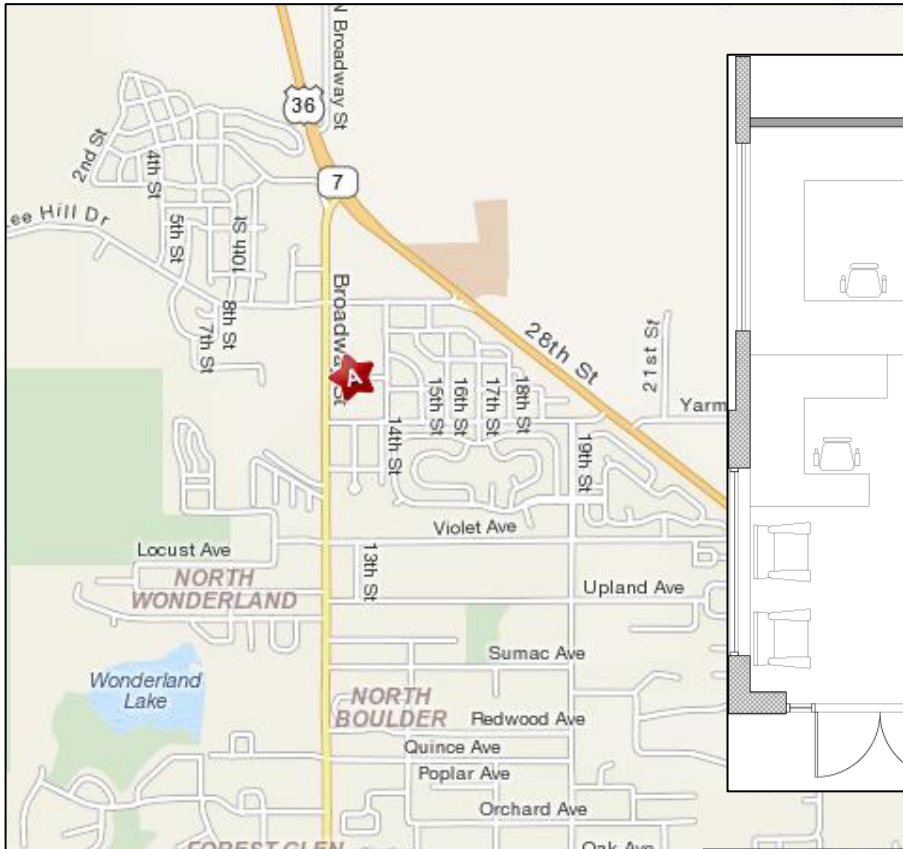 N Broadway St
36
7
2nd St
4th St
ee Hill Dr
5th St
10th St
8th St
7th St
Broadway St
A
28th St
21st St
Yarm
15th St
16th St
17th St
18th St
14th St
19th St
Violet Ave
Locust Ave
13th St
NORTH
WONDERLAND
Upland Ave
Sumac Ave
Wonderland
Lake
NORTH
BOULDER
Redwood Ave
Quince Ave
Poplar Ave
Orchard Ave
FOREST GLEN
Oak Ave